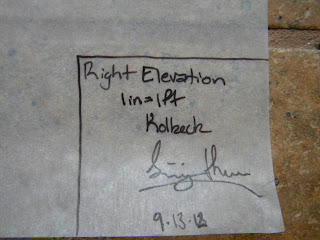 Right Elevation
1in=1ft
Kolbeck
9.13.12